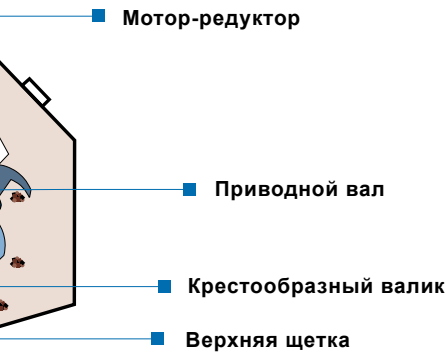 Мотор-редуктор
Приводной вал
Крестообразный валик
Верхняя щетка